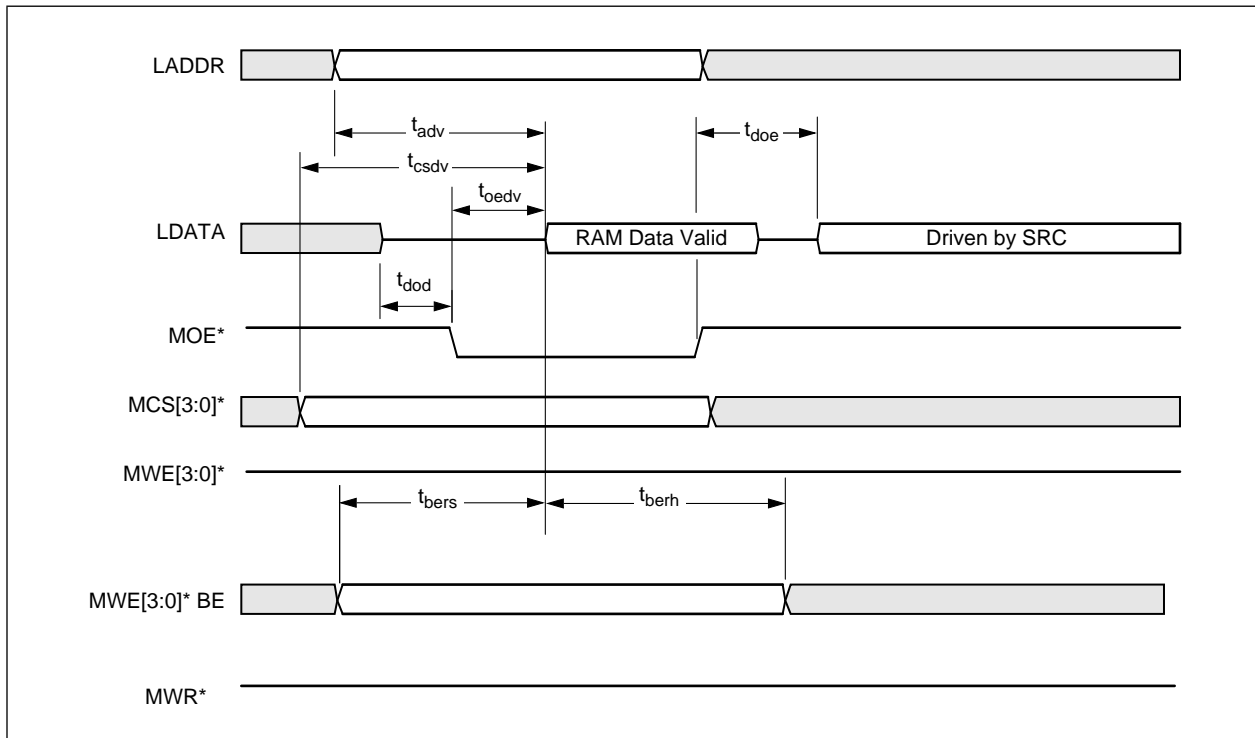 LADDR
tadv
tdoe
tcsdv
toedv
LDATA
RAM Data Valid
Driven by SRC
tdod
MOE*
MCS[3:0]*
MWE[3:0]*
tbers
tberh
MWE[3:0]* BE
MWR*